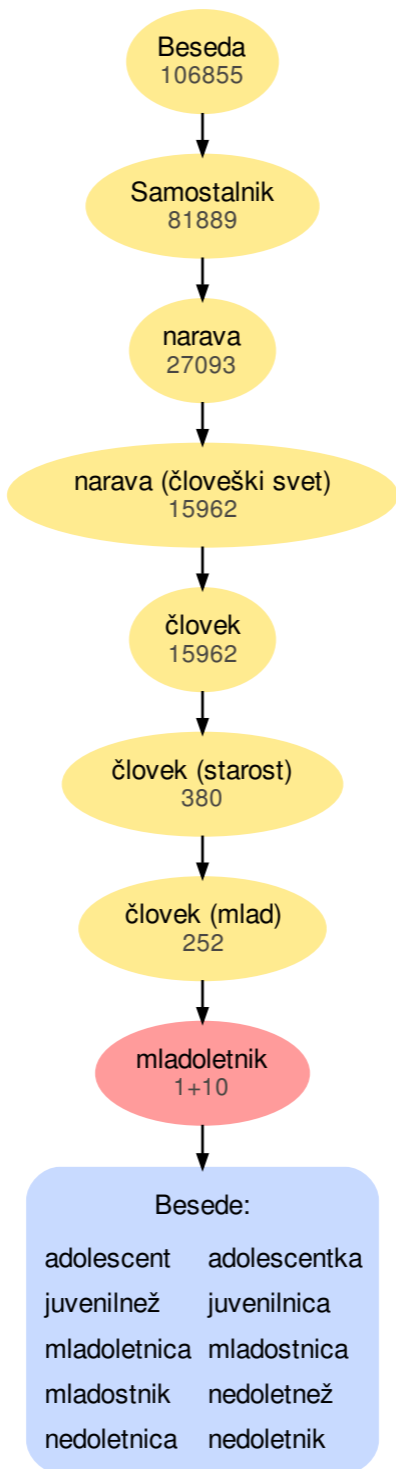 Beseda
106855
Samostalnik
81889
narava
27093
narava (človeški svet)
15962
človek
15962
človek (starost)
380
človek (mlad)
252
mladoletnik
1+10
Besede:
adolescent adolescentka
juvenilnež juvenilnica
mladoletnica mladostnica
mladostnik nedoletnež
nedoletnica nedoletnik